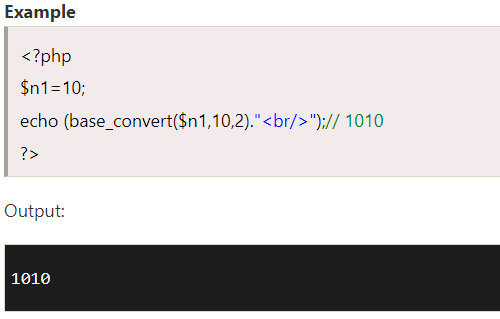 Example
<?php
$n1=10;
echo (base_convert($n1,10,2)."<br/>");// 1010
?>
Output:
1010